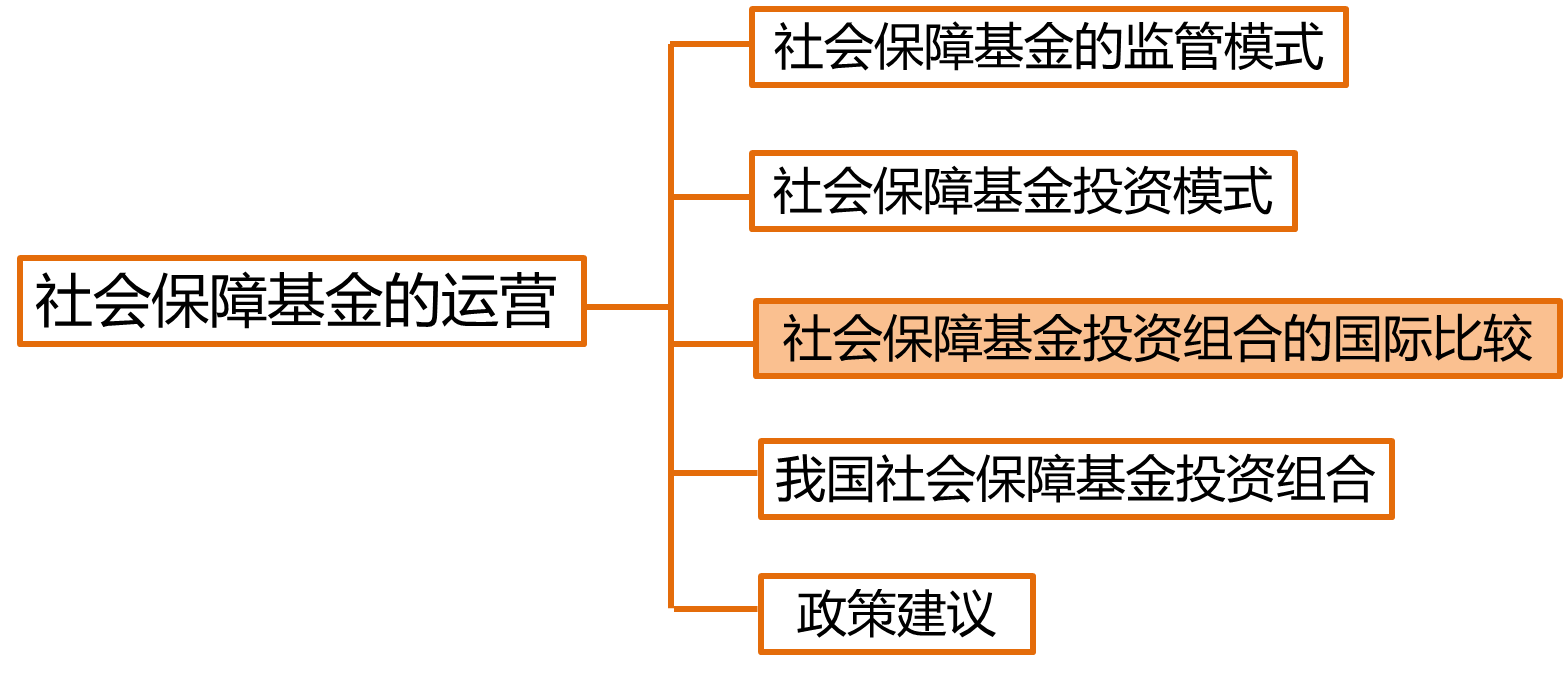 社会保障基金的监管模式
社会保障基金投资模式
社会保障基金的运营
社会保障基金投资组合的国际比较
我国社会保障基金投资组合
政策建议